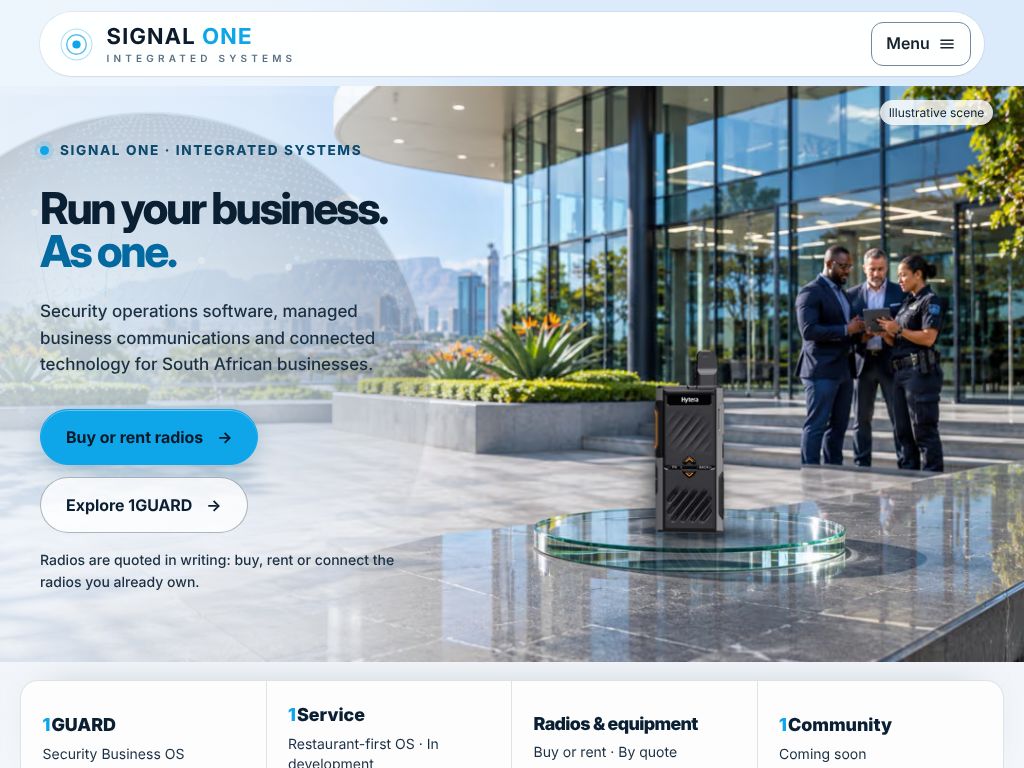 SIGNAL ONE
INTEGRATED SYSTEMS
Menu
Illustrative scene
SIGNAL ONE · INTEGRATED SYSTEMS
Run your business.
As one.
Security operations software, managed
business communications and connected
technology for South African businesses.
Hytera
Buy or rent radios →
Explore 1GUARD →
Radios are quoted in writing: buy, rent or connect the
radios you already own.
1GUARD
Security Business OS
1Service
Restaurant-first OS · In
development
Radios & equipment
Buy or rent · By quote
1Community
Coming soon